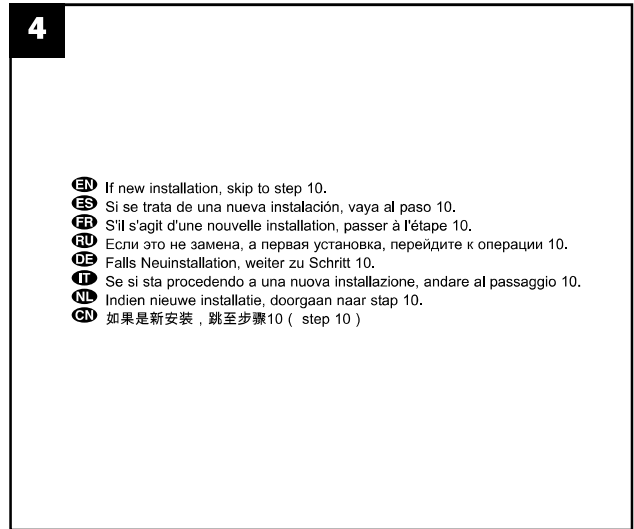 4
EN If new installation, skip to step 10.
ES Si se trata de una nueva instalación, vaya al paso 10.
FR S'il s'agit d'une nouvelle installation, passer à l'étape 10.
RU Если это не замена, а первая установка, перейдите к операции 10.
DE Falls Neuinstallation, weiter zu Schritt 10.
IT Se si sta procedendo a una nuova installazione, andare al passaggio 10.
NL Indien nieuwe installatie, doorgaan naar stap 10.
CN 如果是新安装，跳至步骤10（ step 10 ）